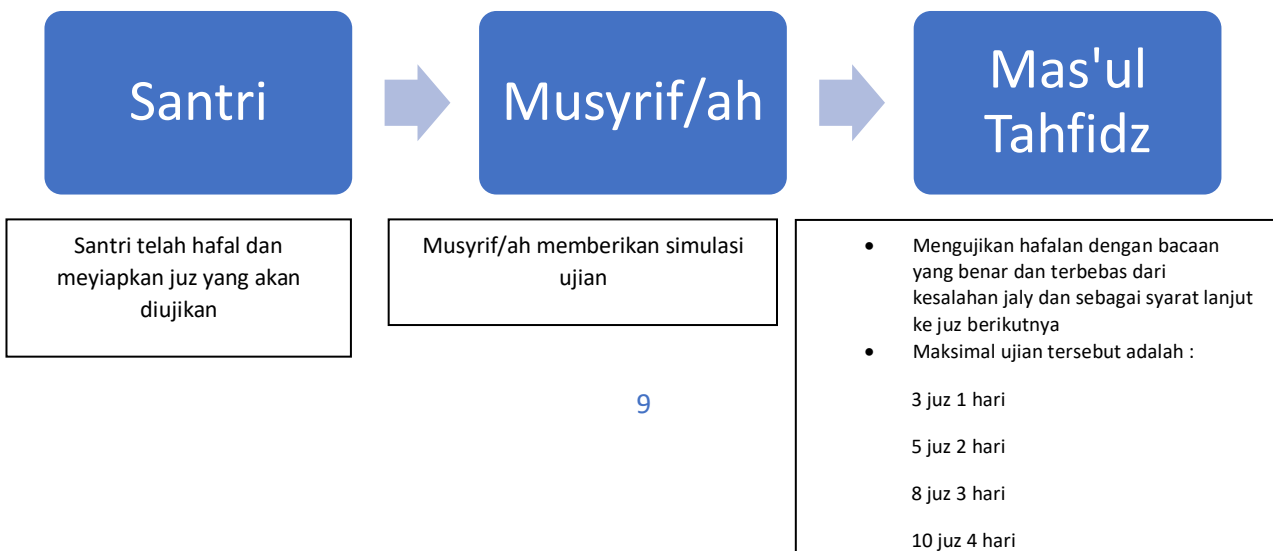 Santri
Musyrif/ah
Mas'ul
Tahfidz
Santri telah hafal dan
meyiapkan juz yang akan
diujikan
Musyrif/ah memberikan simulasi
ujian
• Mengujikan hafalan dengan bacaan
yang benar dan terbebas dari
kesalahan jaly dan sebagai syarat lanjut
ke juz berikutnya
• Maksimal ujian tersebut adalah :
3 juz 1 hari
5 juz 2 hari
8 juz 3 hari
10 juz 4 hari
9